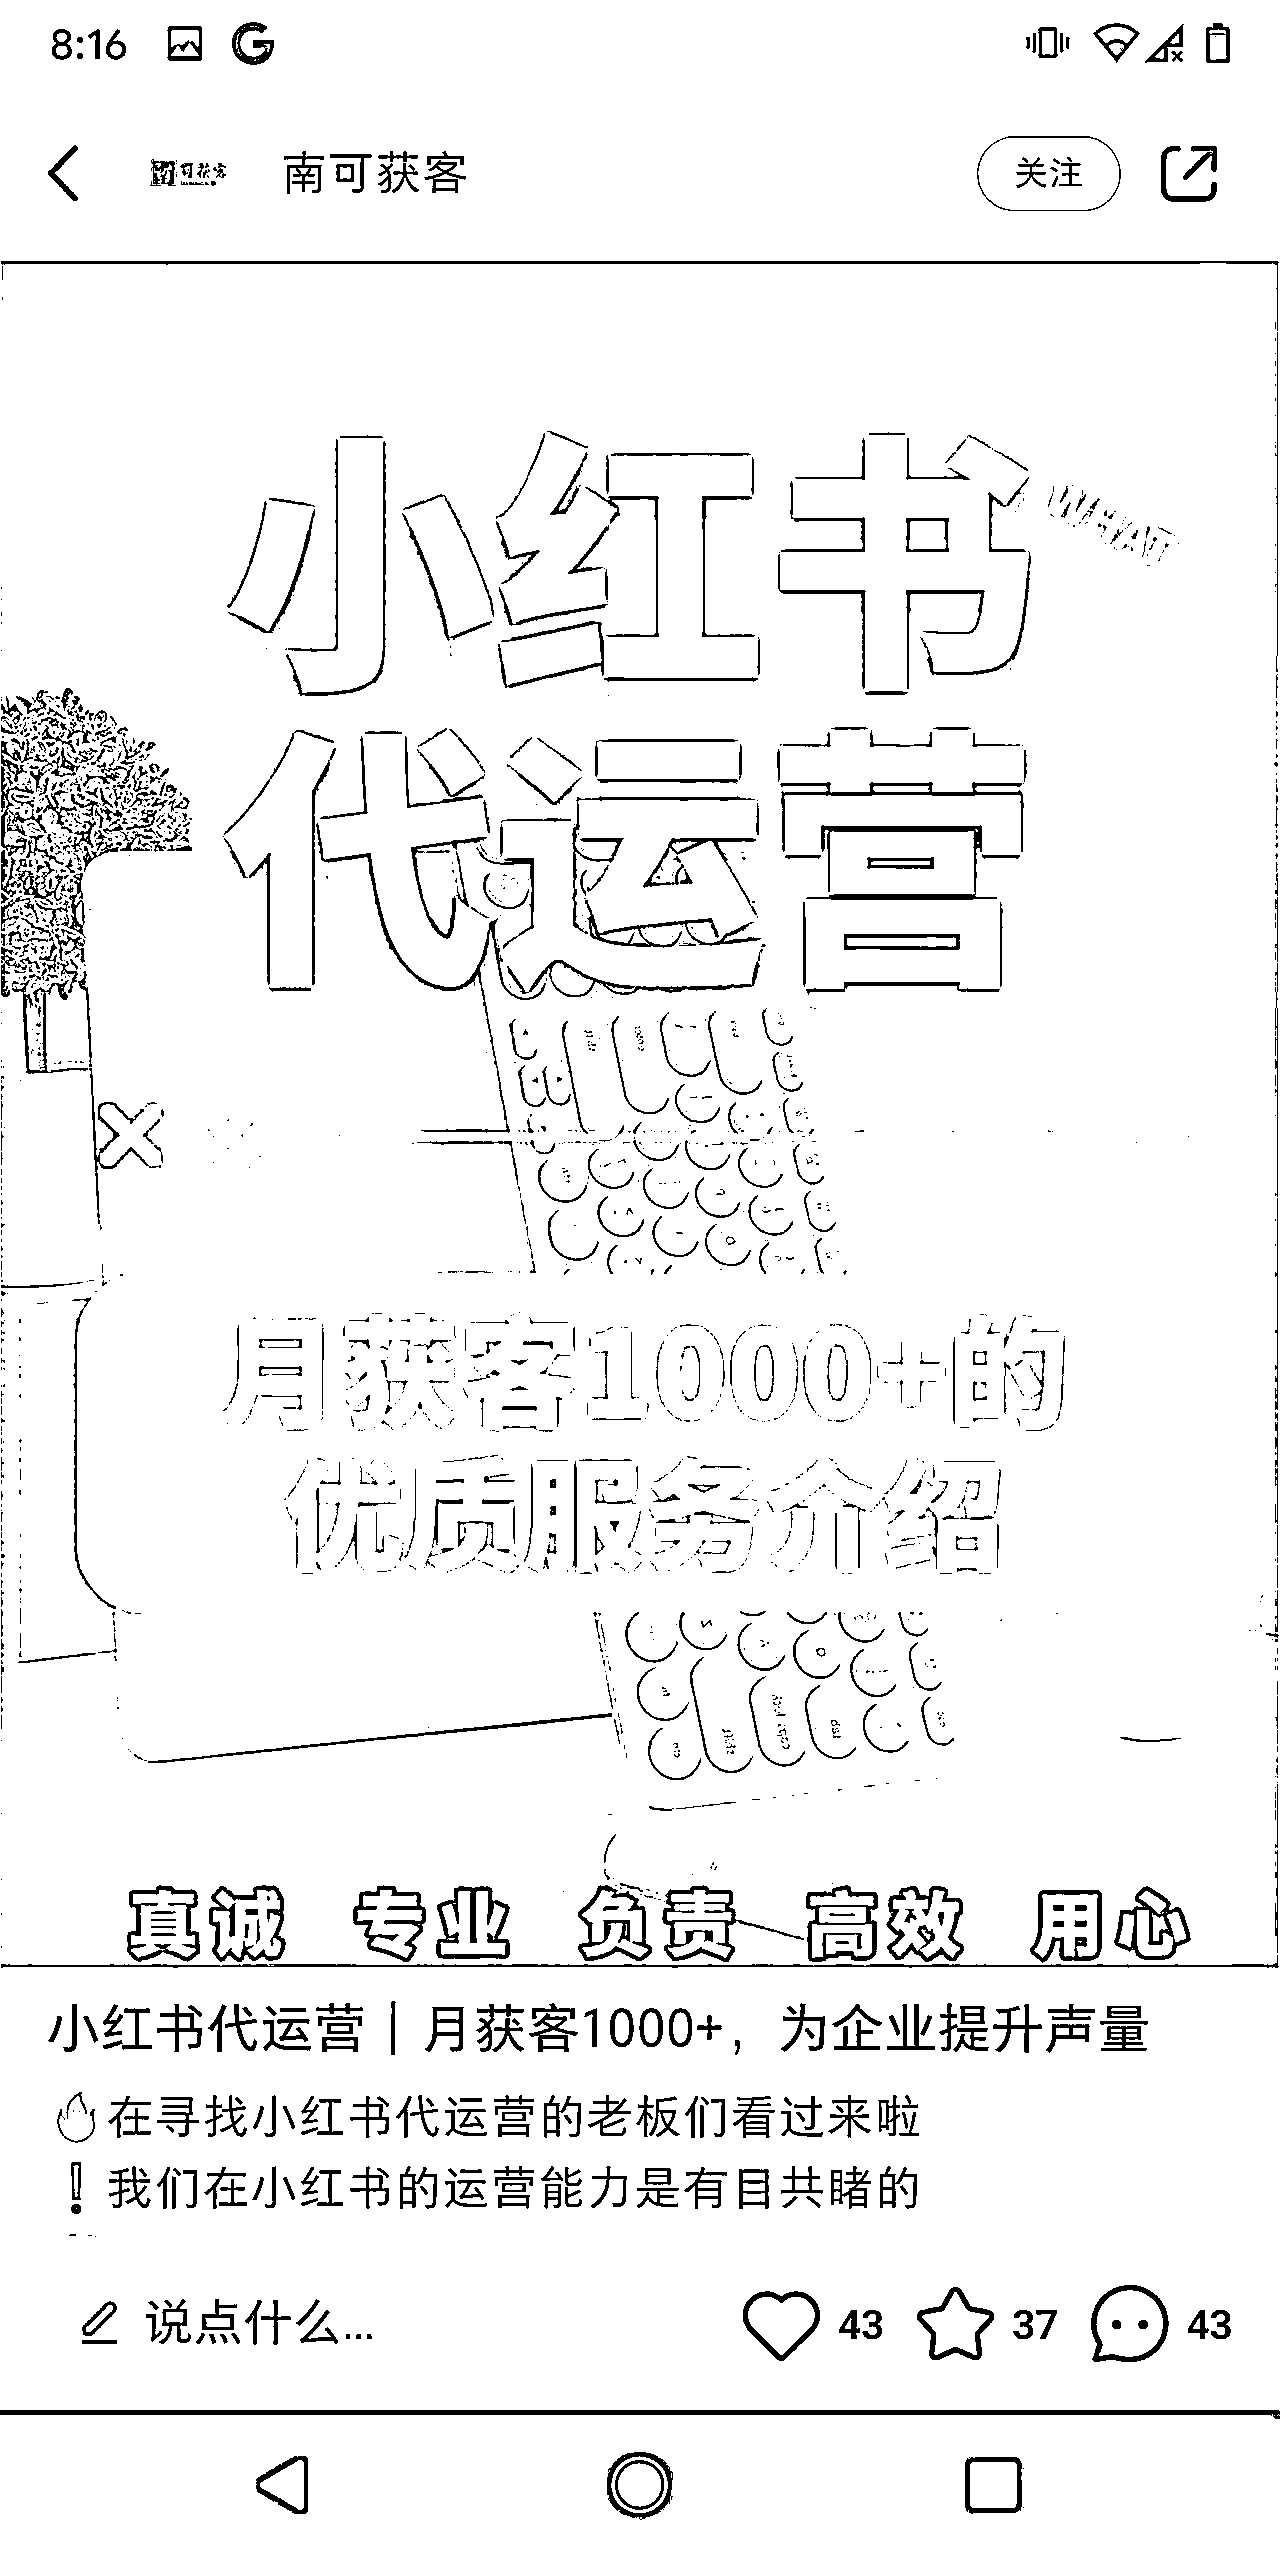 8:16
南可获客
关注
小红书
WHAT
代运营
月获客1000+的
优质服务介绍
真诚 专业 负责 高效 用心
小红书代运营｜月获客1000+，为企业提升声量
在寻找小红书代运营的老板们看过来啦
我们在小红书的运营能力是有目共睹的
说点什么...
43
37
43